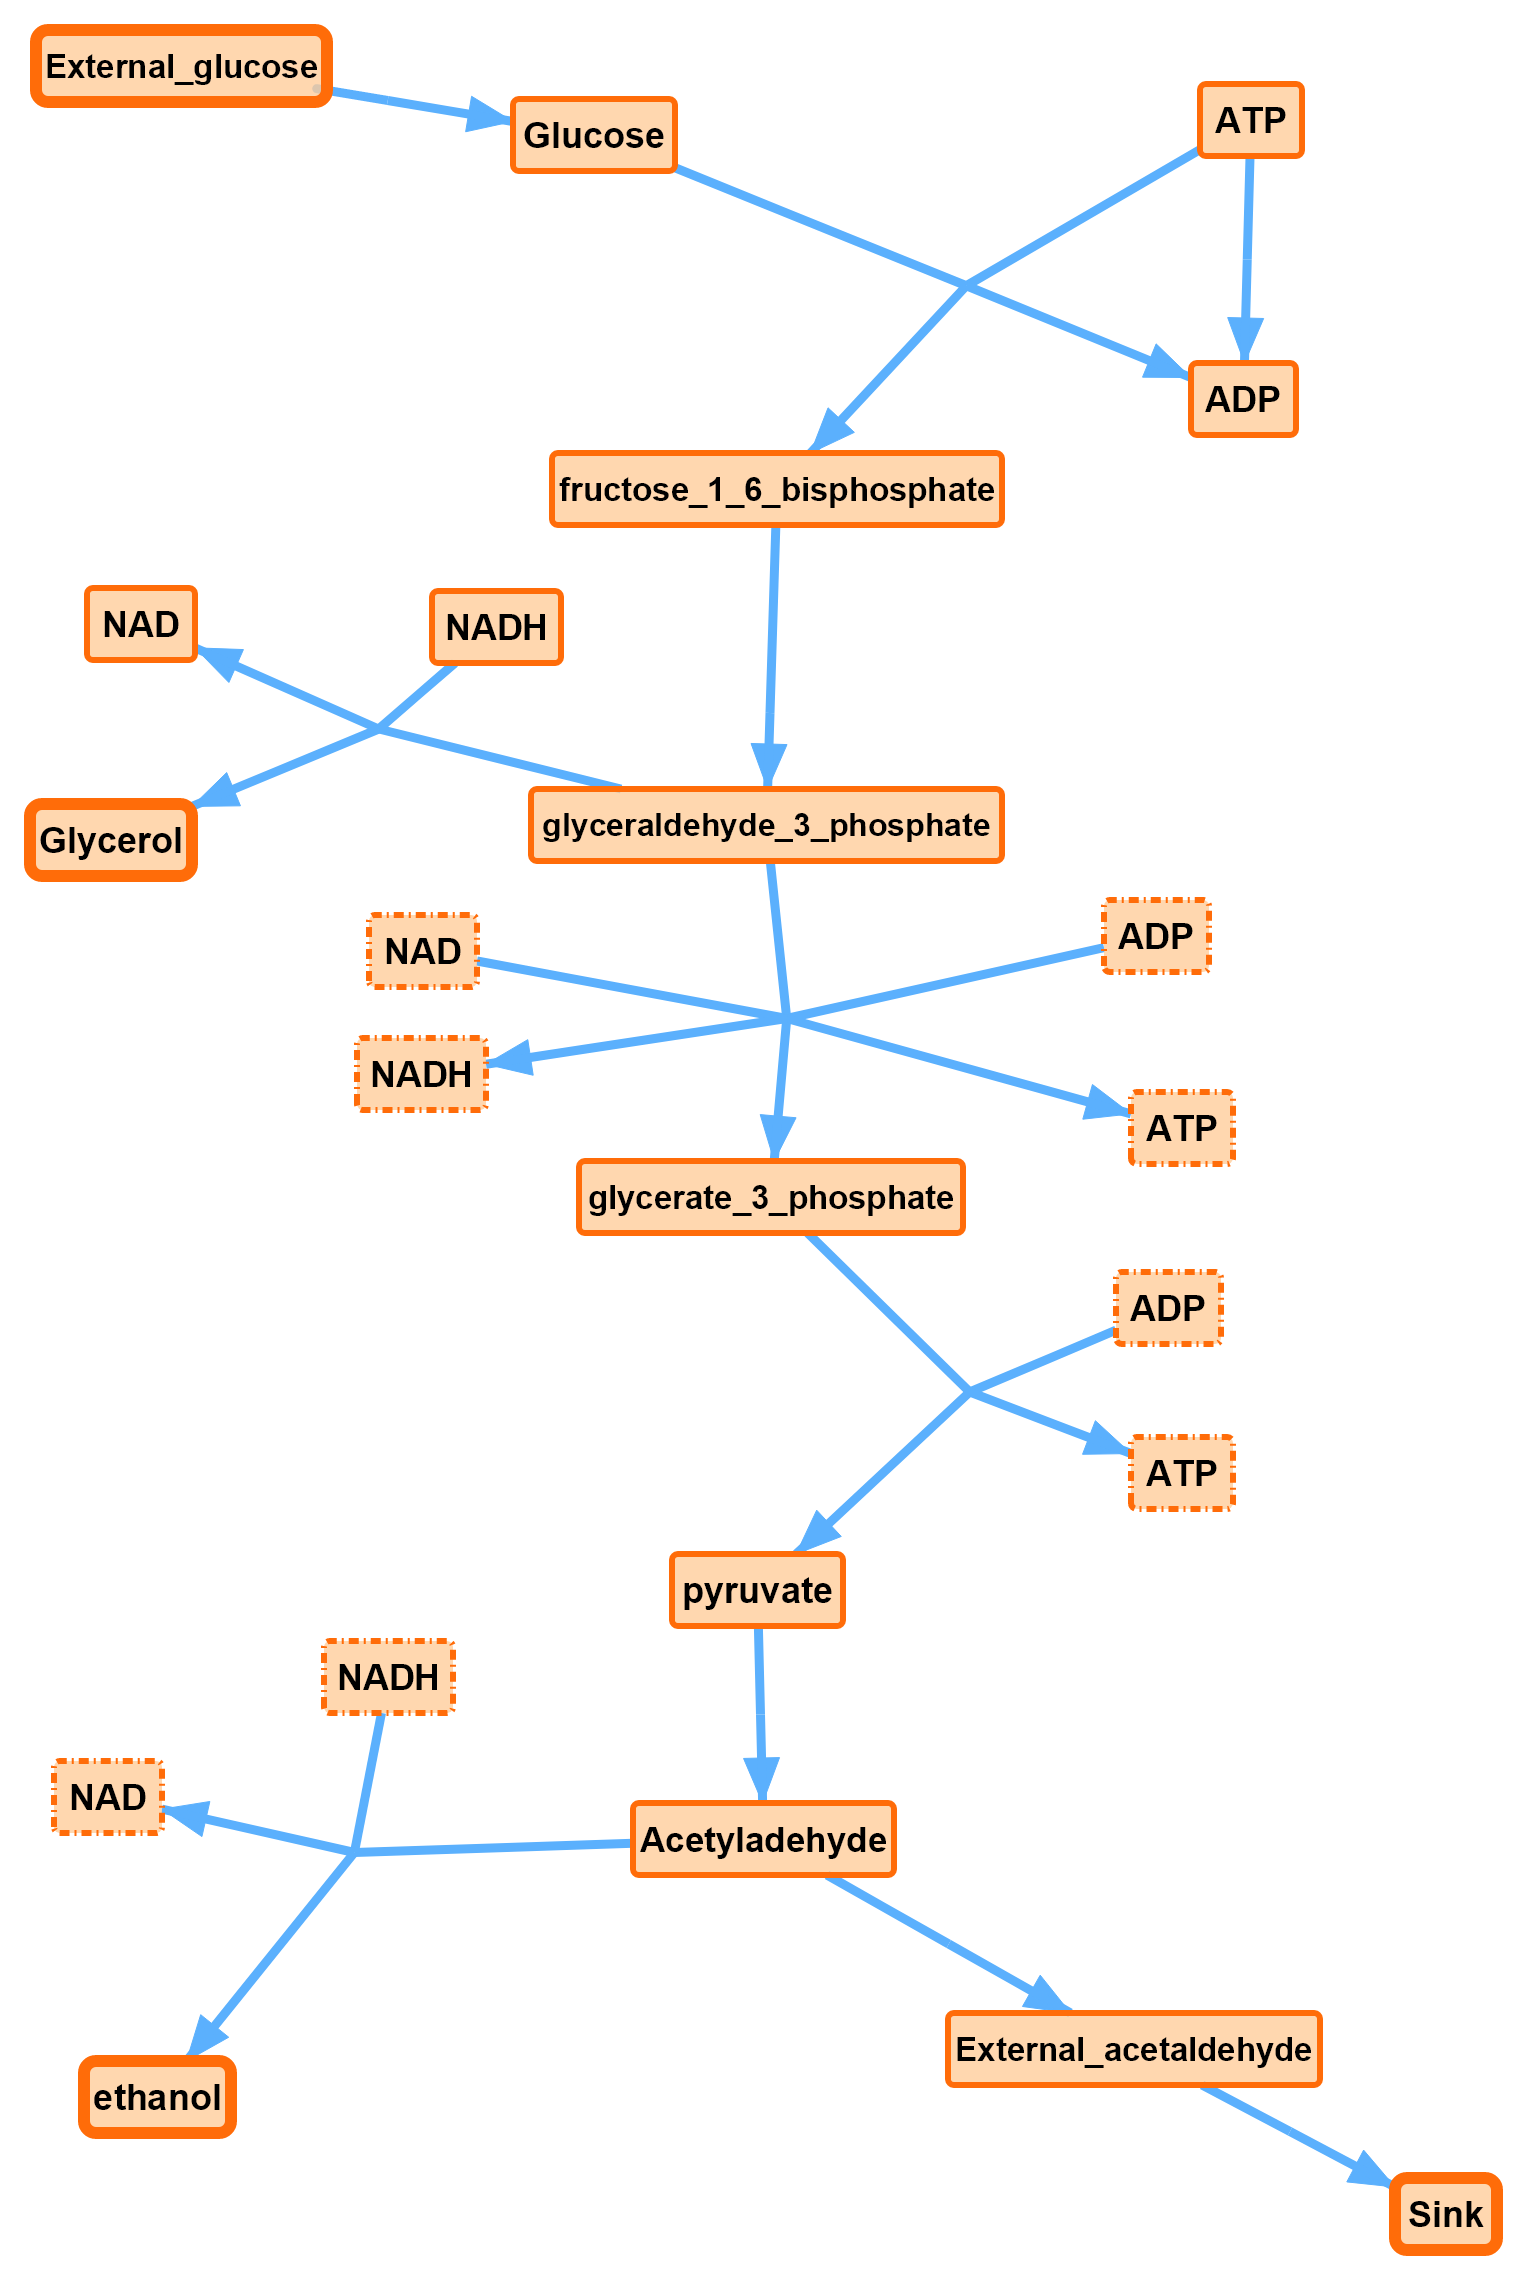 External_glucose
Glucose
ATP
ADP
fructose_1_6_bisphosphate
NAD
NADH
glyceraldehyde_3_phosphate
Glycerol
NAD
ADP
NADH
ATP
glycerate_3_phosphate
ADP
ATP
pyruvate
NADH
NAD
Acetyladehyde
External_acetaldehyde
ethanol
Sink